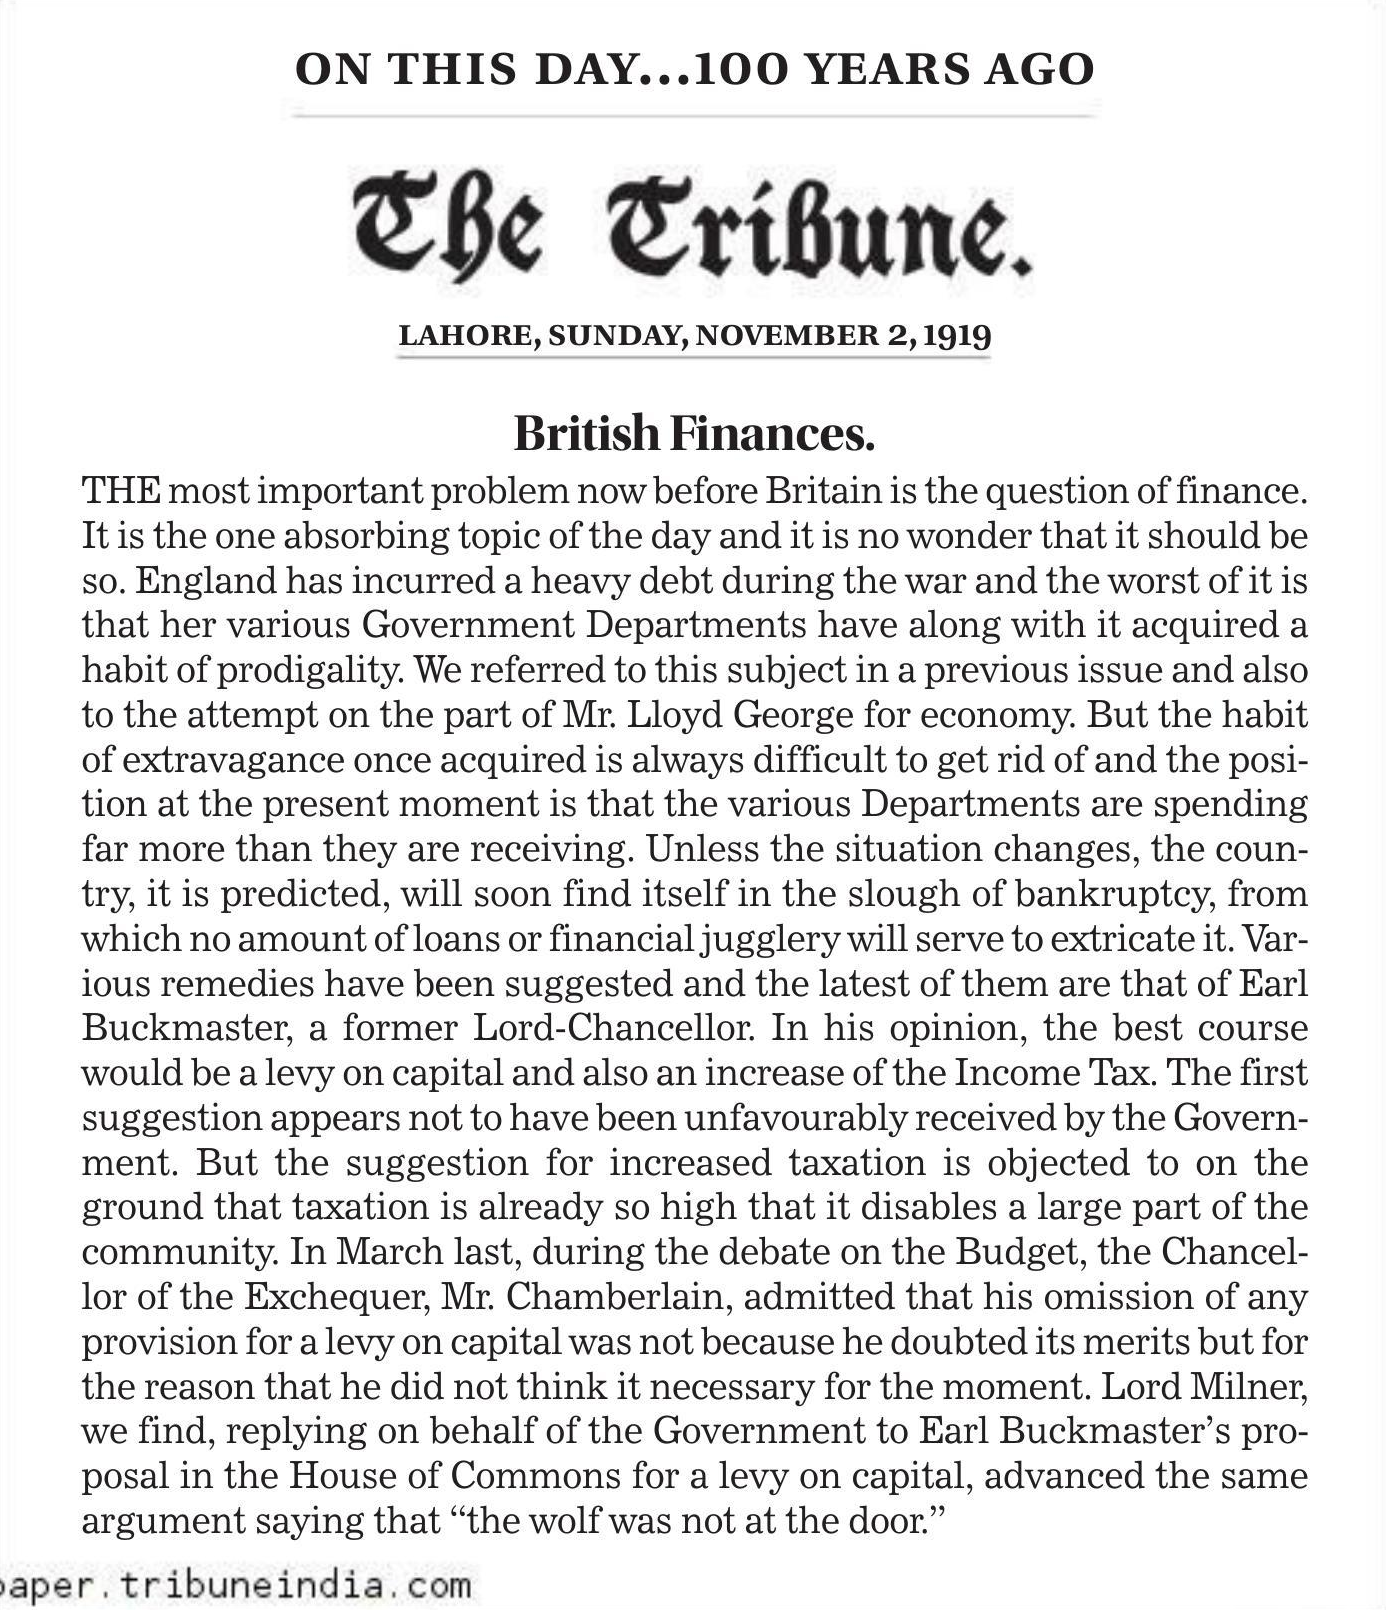 ON THIS DAY...100 YEARS AGO
The Tribune.
LAHORE, SUNDAY, NOVEMBER 2, 1919
British Finances.
THE most important problem now before Britain is the question of finance.
It is the one absorbing topic of the day and it is no wonder that it should be
so. England has incurred a heavy debt during the war and the worst of it is
that her various Government Departments have along with it acquired a
habit of prodigality. We referred to this subject in a previous issue and also
to the attempt on the part of Mr. Lloyd George for economy. But the habit
of extravagance once acquired is always difficult to get rid of and the posi-
tion at the present moment is that the various Departments are spending
far more than they are receiving. Unless the situation changes, the coun-
try, it is predicted, will soon find itself in the slough of bankruptcy, from
which no amount of loans or financial jugglery will serve to extricate it. Var-
ious remedies have been suggested and the latest of them are that of Earl
Buckmaster, a former Lord-Chancellor. In his opinion, the best course
would be a levy on capital and also an increase of the Income Tax. The first
suggestion appears not to have been unfavourably received by the Govern-
ment. But the suggestion for increased taxation is objected to on the
ground that taxation is already so high that it disables a large part of the
community. In March last, during the debate on the Budget, the Chancel-
lor of the Exchequer, Mr. Chamberlain, admitted that his omission of any
provision for a levy on capital was not because he doubted its merits but for
the reason that he did not think it necessary for the moment. Lord Milner,
we find, replying on behalf of the Government to Earl Buckmaster’s pro-
posal in the House of Commons for a levy on capital, advanced the same
argument saying that “the wolf was not at the door.”
paper.tribuneindia.com